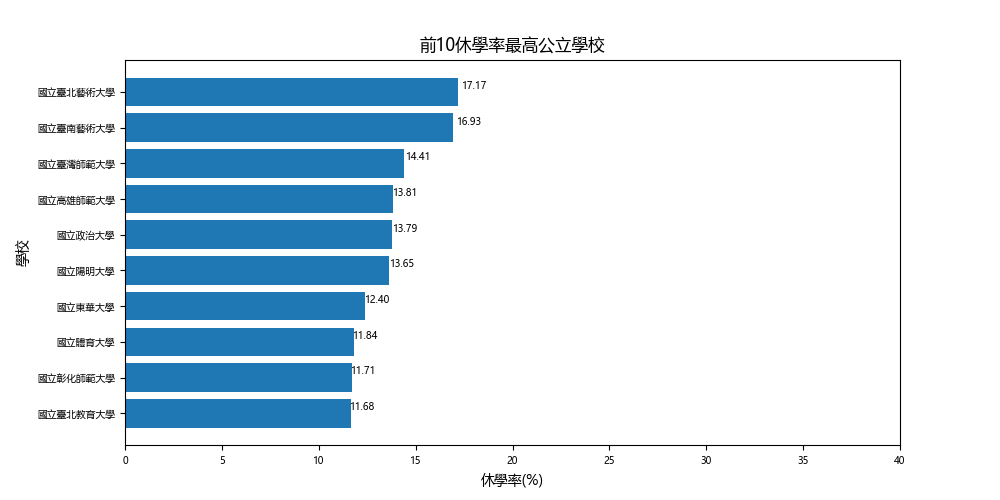 前10休學率最高公立學校
學校
國立臺北藝術大學 17.17
國立臺南藝術大學 16.93
國立臺灣師範大學 14.41
國立高雄師範大學 13.81
國立政治大學 13.79
國立陽明大學 13.65
國立東華大學 12.40
國立體育大學 11.84
國立彰化師範大學 11.71
國立臺北教育大學 11.68
0 5 10 15 20 25 30 35 40
休學率(%)